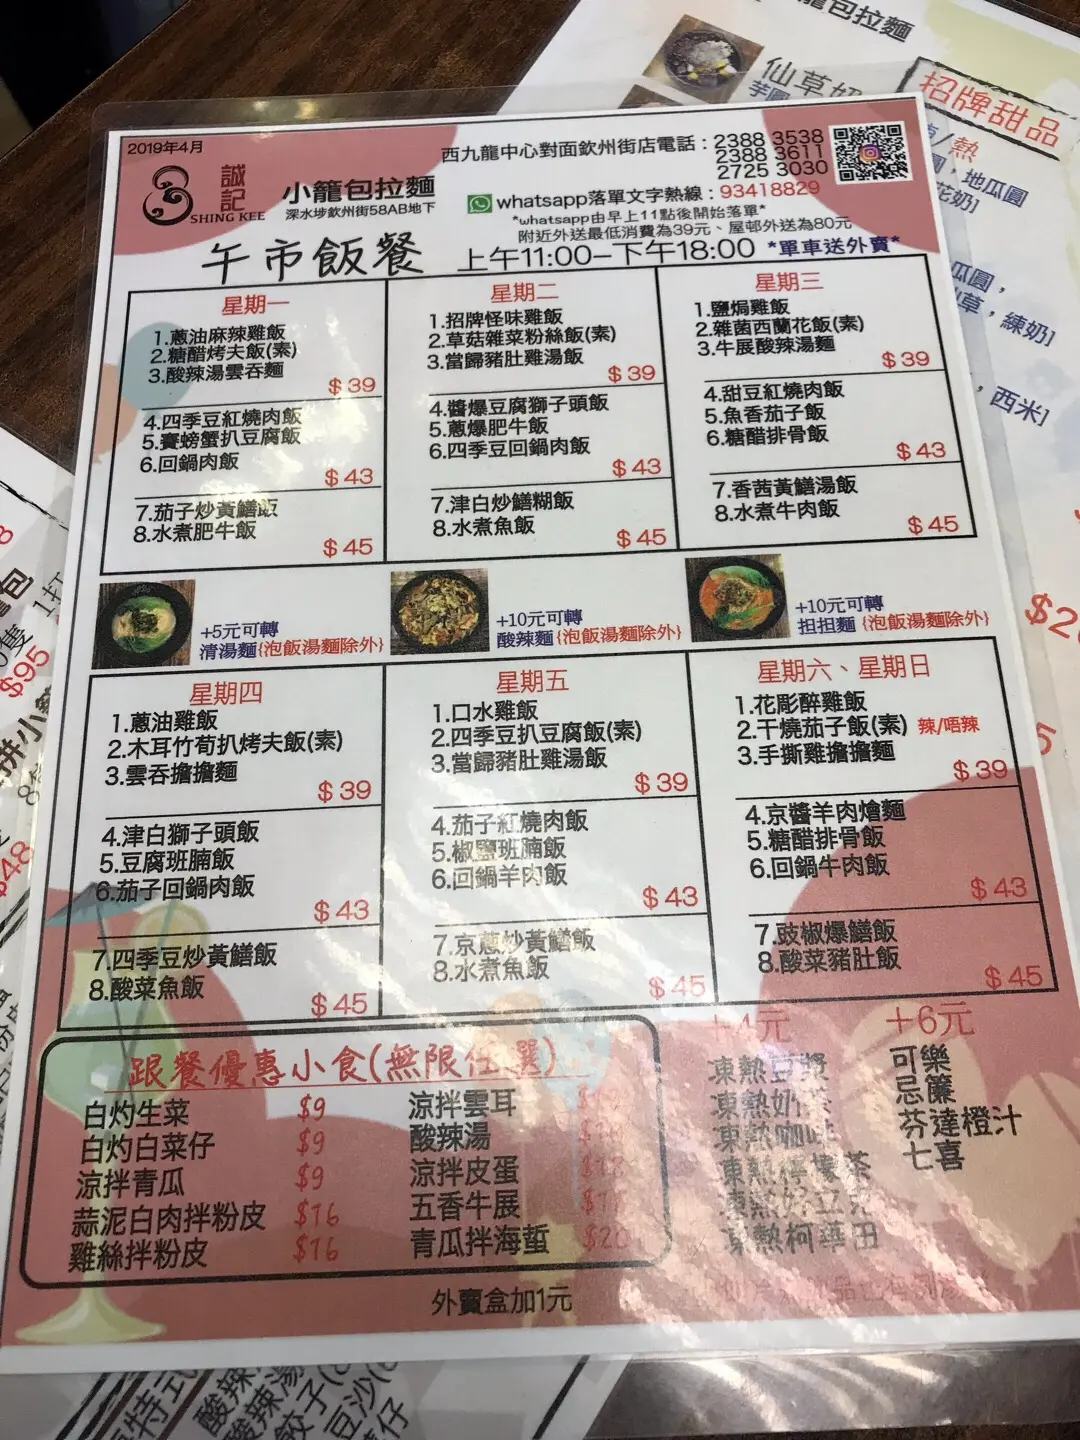 2019年4月
誠記
SHING KEE
小籠包拉麵
深水埗欽州街58AB地下
西九龍中心對面欽州街店電話：2388 3538
2388 3611
2725 3030
whatsapp落單文字熱線：93418829
*whatsapp由早上11點後開始落單*
附近外送最低消費為39元、屋邨外送為80元
午市飯餐 上午11:00–下午18:00 *單車送外賣*
星期一
1.蔥油麻辣雞飯
2.糖醋烤夫飯(素)
3.酸辣湯雲吞麵
$39
4.四季豆紅燒肉飯
5.賽螃蟹扒豆腐飯
6.回鍋肉飯
$43
7.茄子炒黃鱔飯
8.水煮肥牛飯
$45
星期二
1.招牌怪味雞飯
2.草菇雜菜粉絲飯(素)
3.當歸豬肚雞湯飯
$39
4.醬爆豆腐獅子頭飯
5.蔥爆肥牛飯
6.四季豆回鍋肉飯
$43
7.津白炒鱔糊飯
8.水煮魚飯
$45
星期三
1.鹽焗雞飯
2.雜菌西蘭花飯(素)
3.牛展酸辣湯麵
$39
4.甜豆紅燒肉飯
5.魚香茄子飯
6.糖醋排骨飯
$43
7.香茜黃鱔湯飯
8.水煮牛肉飯
$45
+5元可轉
清湯麵{泡飯湯麵除外}
+10元可轉
酸辣麵{泡飯湯麵除外}
+10元可轉
担担麵{泡飯湯麵除外}
星期四
1.蔥油雞飯
2.木耳竹荀扒烤夫飯(素)
3.雲吞擔擔麵
$39
4.津白獅子頭飯
5.豆腐班腩飯
6.茄子回鍋肉飯
$43
7.四季豆炒黃鱔飯
8.酸菜魚飯
$45
星期五
1.口水雞飯
2.四季豆扒豆腐飯(素)
3.當歸豬肚雞湯飯
$39
4.茄子紅燒肉飯
5.椒鹽班腩飯
6.回鍋羊肉飯
$43
7.京蔥炒黃鱔飯
8.水煮魚飯
$45
星期六、星期日
1.花彫醉雞飯
2.干燒茄子飯(素) 辣/唔辣
3.手撕雞擔擔麵
$39
4.京醬羊肉燴麵
5.糖醋排骨飯
6.回鍋牛肉飯
$43
7.豉椒爆鱔飯
8.酸菜豬肚飯
$45
跟餐優惠小食(無限任選)
白灼生菜 $9
白灼白菜仔 $9
涼拌青瓜 $9
蒜泥白肉拌粉皮 $16
雞絲拌粉皮 $16
涼拌雲耳
酸辣湯
涼拌皮蛋
五香牛展
青瓜拌海蜇 $20
+4元
凍熱豆漿
凍熱奶茶
凍熱咖啡
凍熱檸檬茶
凍熱好立克
凍熱柯華田
+6元
可樂
忌廉
芬達橙汁
七喜
外賣盒加1元
籠包拉麵
仙草奶
芋圓
招牌甜品
熱
地瓜圓
花奶]
瓜圓，
草，練奶]
，西米]
$95
$48